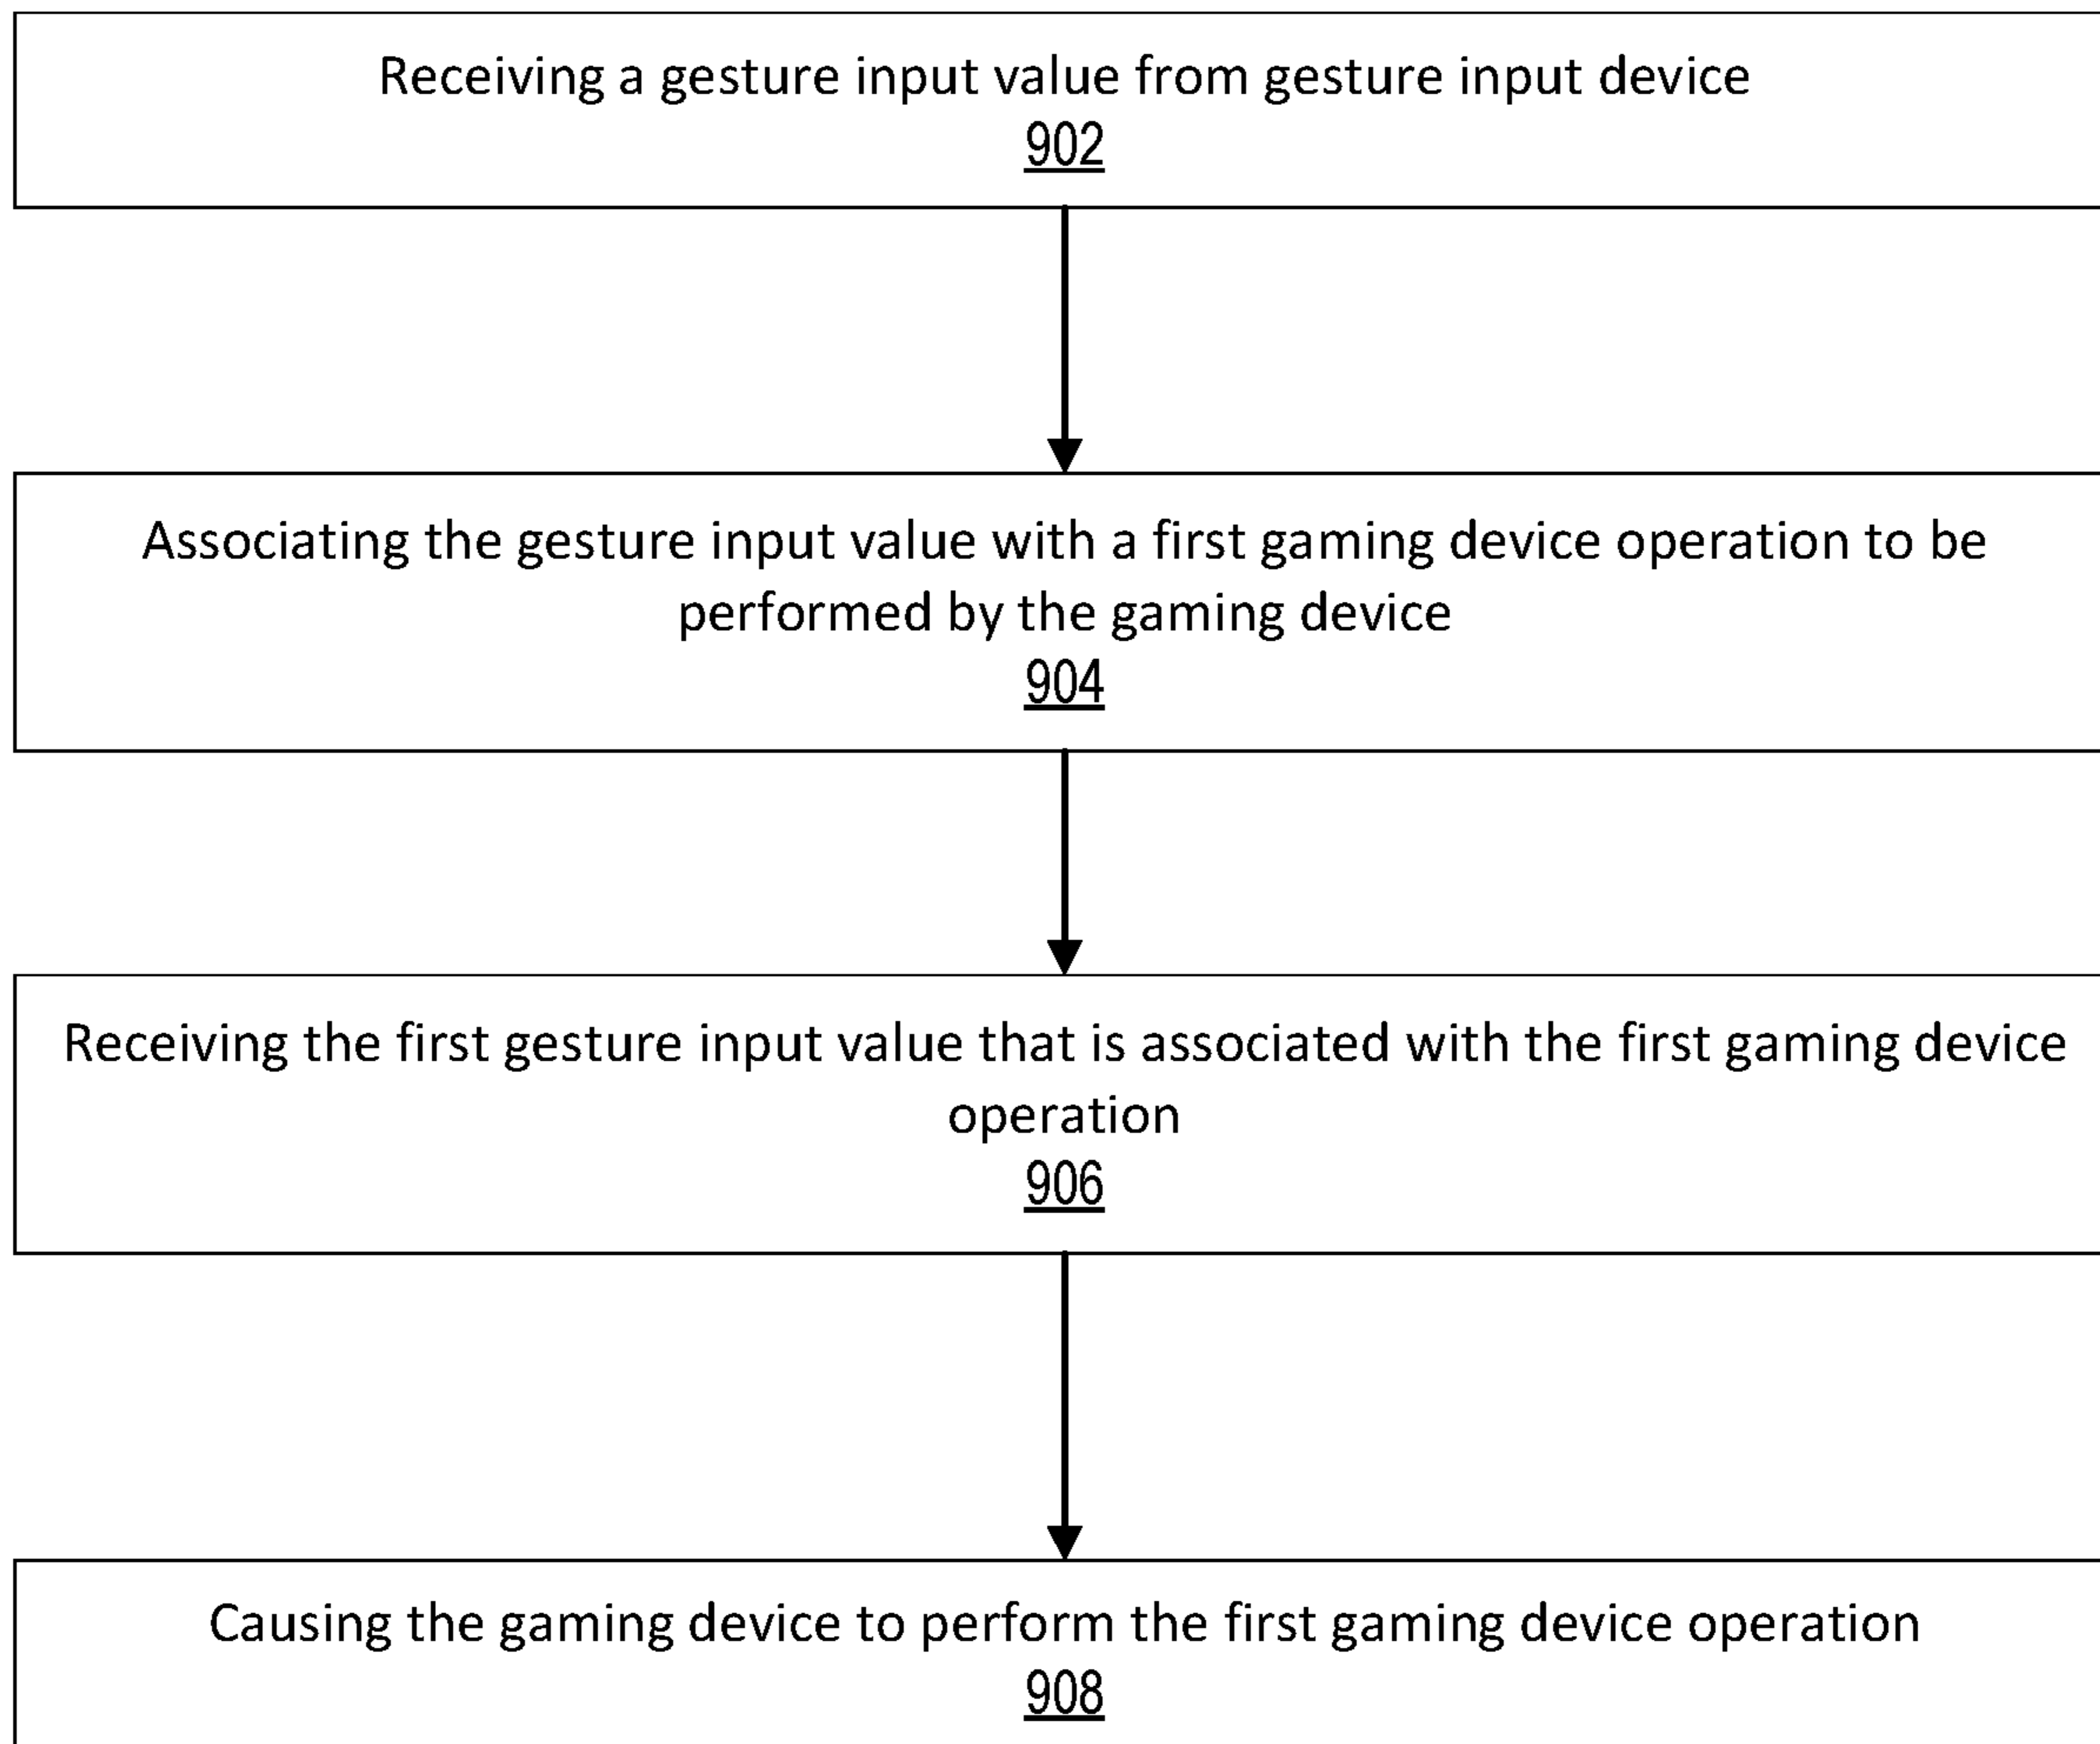 Receiving a gesture input value from gesture input device
902
Associating the gesture input value with a first gaming device operation to be
performed by the gaming device
904
Receiving the first gesture input value that is associated with the first gaming device
operation
906
Causing the gaming device to perform the first gaming device operation
908